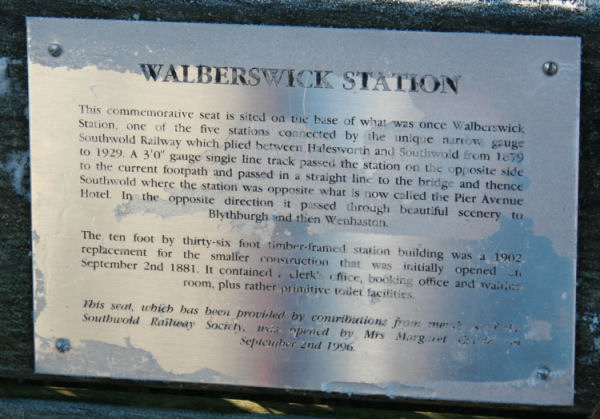 WALBERSWICK STATION
This commemorative seat is sited on the base of what was once Walberswick
Station, one of the five stations connected by the unique narrow gauge
Southwold Railway which plied between Halesworth and Southwold from 1879
to 1929. A 3'0" gauge single line track passed the station on the opposite side
to the current footpath and passed in a straight line to the bridge and thence
Southwold where the station was opposite what is now called the Pier Avenue
Hotel. In the opposite direction it passed through beautiful scenery to
Blythburgh and then Wenhaston.
The ten foot by thirty-six foot timber-framed station building was a 1902
replacement for the smaller construction that was initially opened on
September 2nd 1881. It contained a clerk's office, booking office and waiting
room, plus rather primitive toilet facilities.
This seat, which has been provided by contributions from members of the
Southwold Railway Society, was opened by Mrs Margaret on
September 2nd 1996.